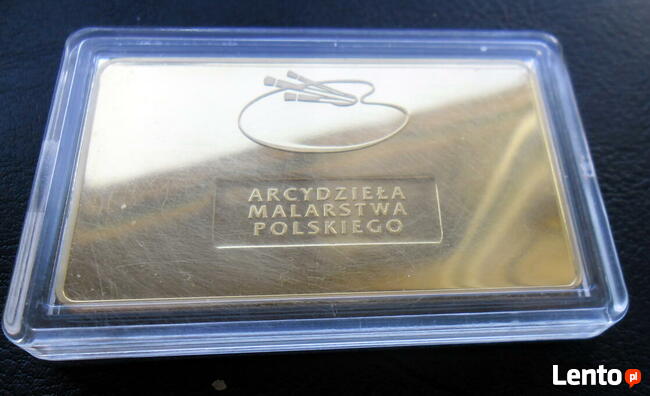 ARCYDZIEŁA
MALARSTWA
POLSKIEGO
Lento.pl